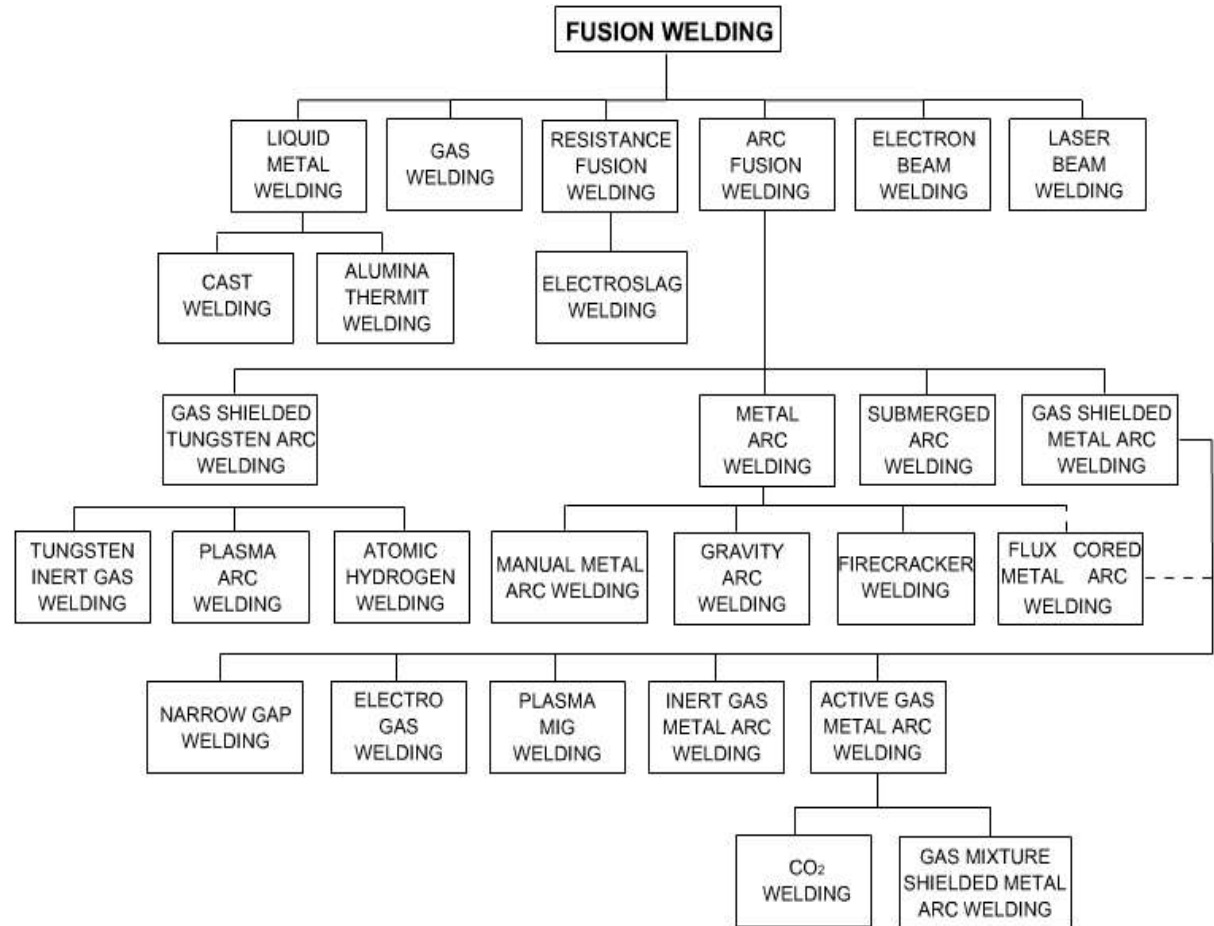 FUSION WELDING
LIQUID
METAL
WELDING
GAS
WELDING
RESISTANCE
FUSION
WELDING
ARC
FUSION
WELDING
ELECTRON
BEAM
WELDING
LASER
BEAM
WELDING
CAST
WELDING
ALUMINA
THERMIT
WELDING
ELECTROSLAG
WELDING
GAS SHIELDED
TUNGSTEN ARC
WELDING
METAL
ARC
WELDING
SUBMERGED
ARC
WELDING
GAS SHIELDED
METAL ARC
WELDING
TUNGSTEN
INERT GAS
WELDING
PLASMA
ARC
WELDING
ATOMIC
HYDROGEN
WELDING
MANUAL METAL
ARC WELDING
GRAVITY
ARC
WELDING
FIRECRACKER
WELDING
FLUX CORED
METAL ARC
WELDING
NARROW GAP
WELDING
ELECTRO
GAS
WELDING
PLASMA
MIG
WELDING
INERT GAS
METAL ARC
WELDING
ACTIVE GAS
METAL ARC
WELDING
CO₂
WELDING
GAS MIXTURE
SHIELDED METAL
ARC WELDING